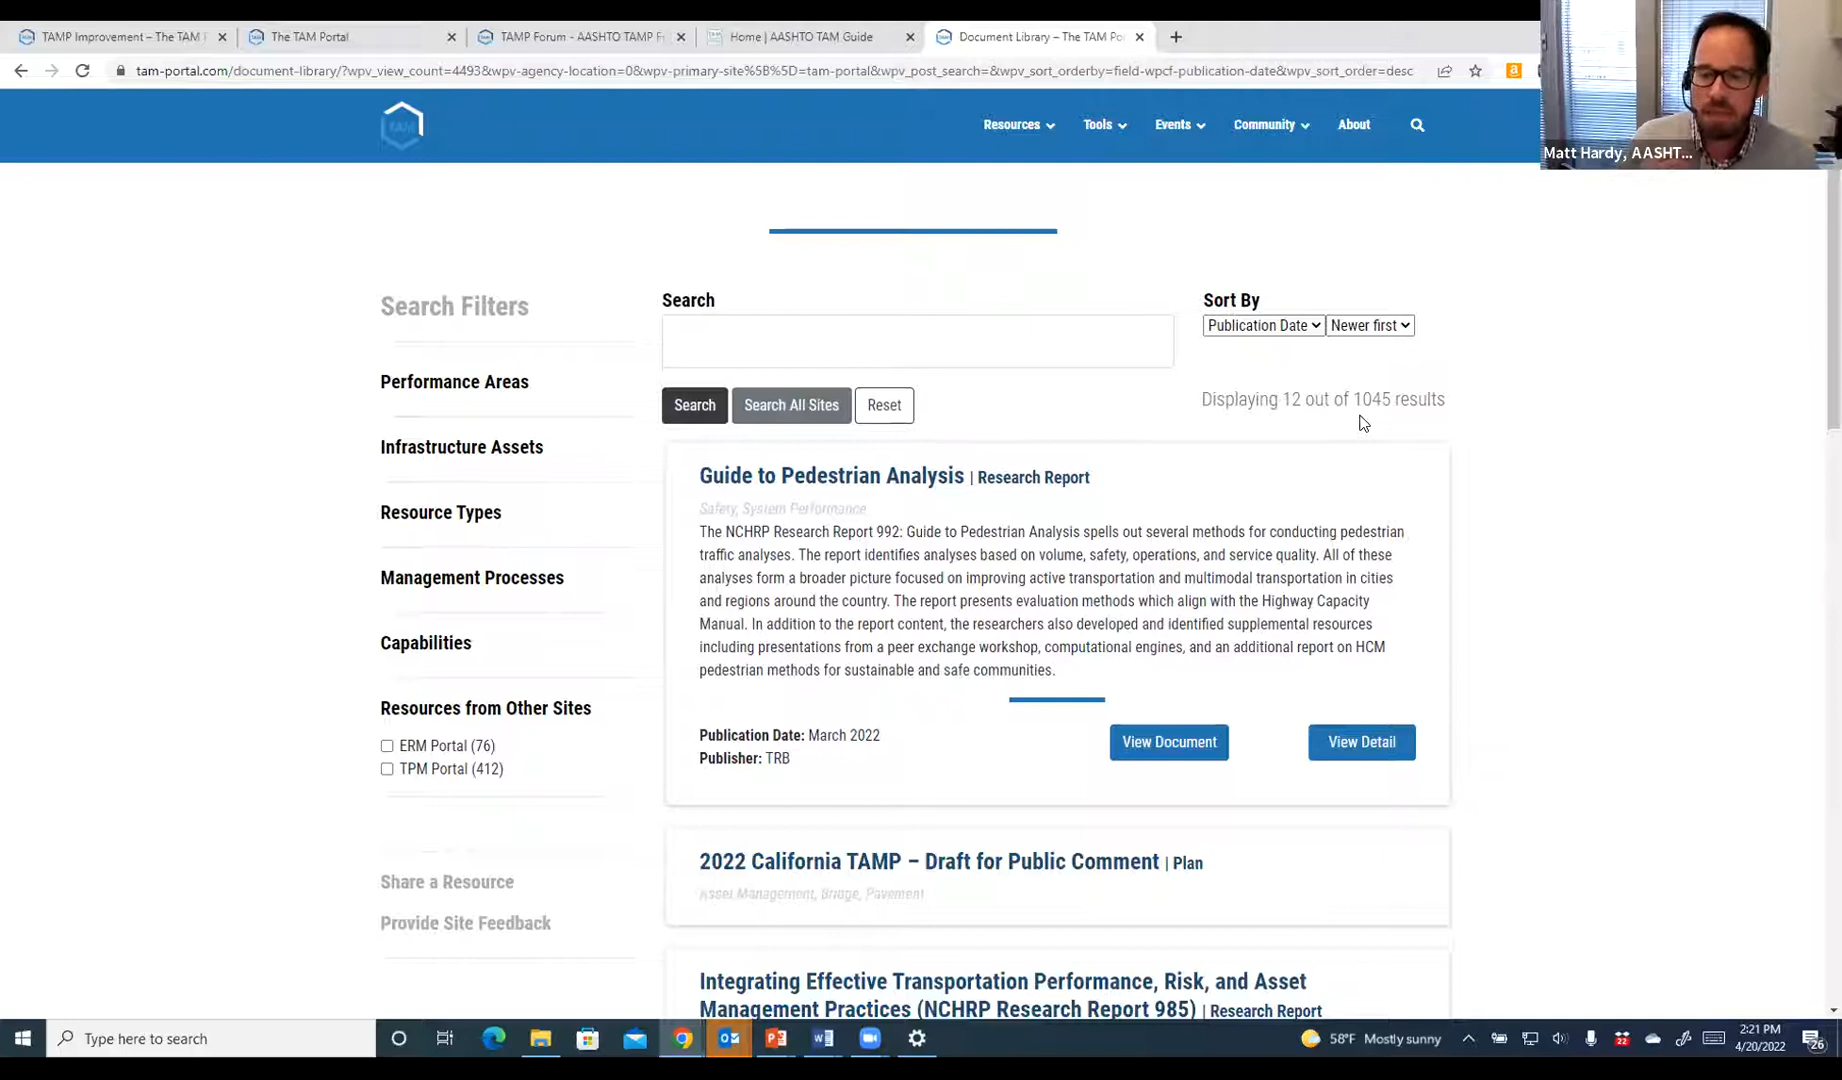 TAMP Improvement – The TAM
The TAM Portal
TAMP Forum - AASHTO TAMP F
Home | AASHTO TAM Guide
Document Library – The TAM Po
tam-portal.com/document-library/?wpv_view_count=4493&wpv-agency-location=0&wpv-primary-site%5B%5D=tam-portal&wpv_post_search=&wpv_sort_orderby=field-wpcf-publication-date&wpv_sort_order=desc
TAM
Resources
Tools
Events
Community
About
Matt Hardy, AASHT...
Search Filters
Performance Areas
Infrastructure Assets
Resource Types
Management Processes
Capabilities
Resources from Other Sites
ERM Portal (76)
TPM Portal (412)
Share a Resource
Provide Site Feedback
Search
Sort By
Publication Date
Newer first
Search
Search All Sites
Reset
Displaying 12 out of 1045 results
Guide to Pedestrian Analysis | Research Report
Safety, System Performance
The NCHRP Research Report 992: Guide to Pedestrian Analysis spells out several methods for conducting pedestrian
traffic analyses. The report identifies analyses based on volume, safety, operations, and service quality. All of these
analyses form a broader picture focused on improving active transportation and multimodal transportation in cities
and regions around the country. The report presents evaluation methods which align with the Highway Capacity
Manual. In addition to the report content, the researchers also developed and identified supplemental resources
including presentations from a peer exchange workshop, computational engines, and an additional report on HCM
pedestrian methods for sustainable and safe communities.
Publication Date: March 2022
Publisher: TRB
View Document
View Detail
2022 California TAMP – Draft for Public Comment | Plan
Asset Management, Bridge, Pavement
Integrating Effective Transportation Performance, Risk, and Asset
Management Practices (NCHRP Research Report 985) | Research Report
Type here to search
58°F Mostly sunny
22
2:21 PM
4/20/2022
26